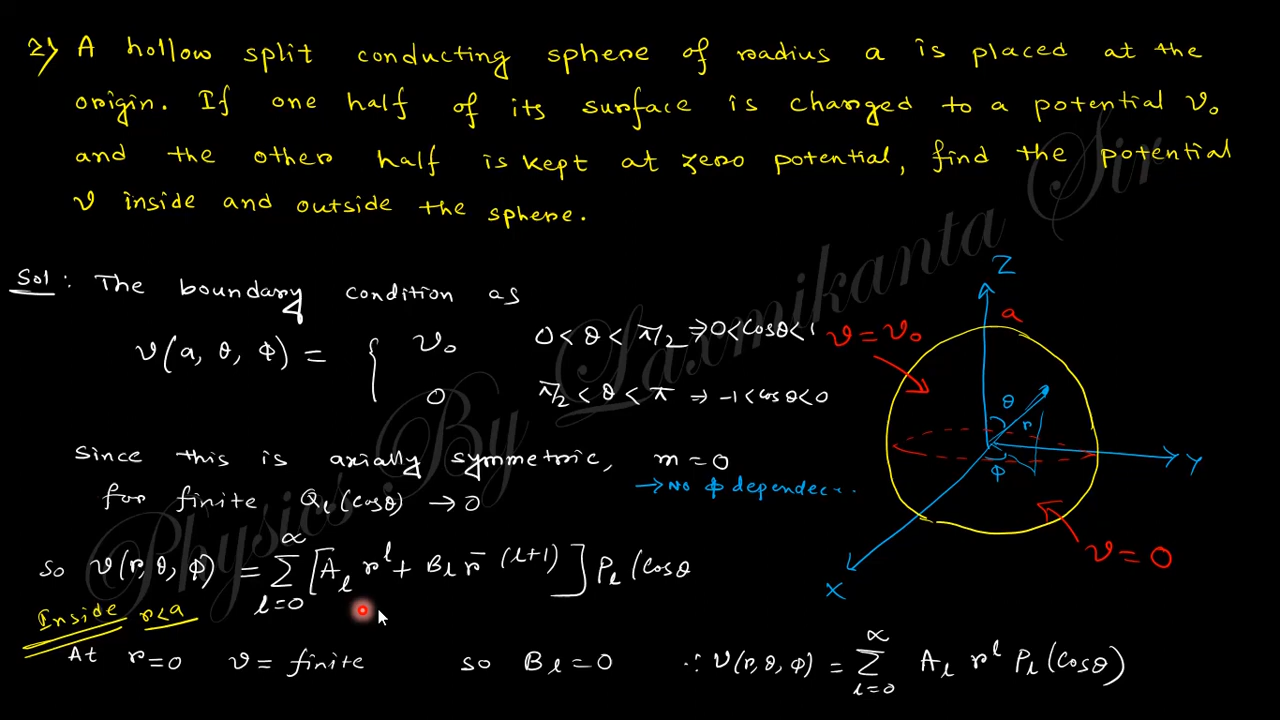 2) A hollow split conducting sphere of radius a is placed at the
origin. If one half of its surface is charged to a potential v₀
and the other half is kept at zero potential, find the potential
v inside and outside the sphere.
Sol : The boundary condition as
v(a, θ, φ) = { v₀ 0 < θ < π/2 ⇒ 0 < cosθ < 1
0 π/2 < θ < π ⇒ -1 < cosθ < 0
Since this is axially symmetric, m = 0
→ No φ dependec..
for finite Qₗ(cosθ) → 0
So v(r, θ, φ) = ∑ₗ₌₀^∞ [Aₗ r^l + Bₗ r^-(l+1)] Pₗ(cosθ
Inside r<a
At r=0 v = finite so Bₗ = 0 ∴ v(r, θ, φ) = ∑ₗ₌₀^∞ Aₗ r^l Pₗ(cosθ)
Z
a
v = v₀
θ
r
φ
Y
v = 0
X
Physics By Laxmikanta Sir